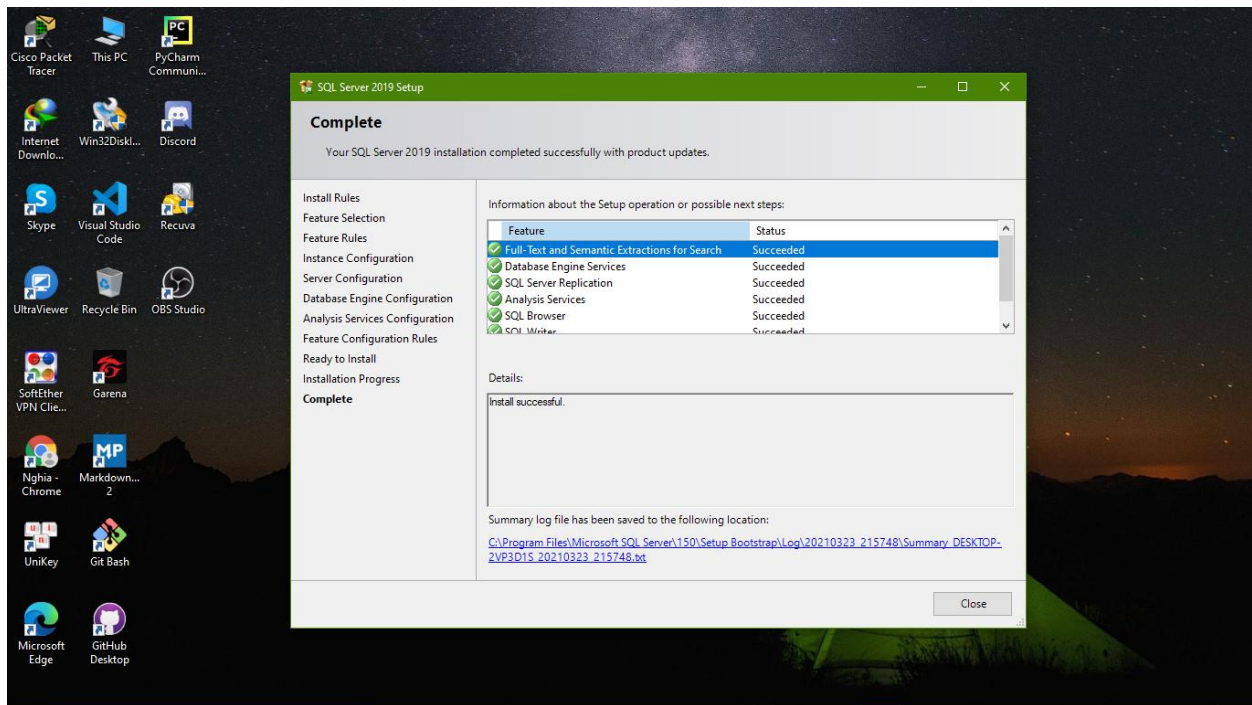 Cisco Packet
Tracer
This PC
PC
PyCharm
Communi...
Internet
Downlo...
Win32DiskI...
Discord
S
Skype
Visual Studio
Code
Recuva
UltraViewer
Recycle Bin
OBS Studio
SoftEther
VPN Clie...
Garena
Nghia -
Chrome
MP
Markdown...
2
UniKey
Git Bash
Microsoft
Edge
GitHub
Desktop
SQL Server 2019 Setup
Complete
Your SQL Server 2019 installation completed successfully with product updates.
Install Rules
Feature Selection
Feature Rules
Instance Configuration
Server Configuration
Database Engine Configuration
Analysis Services Configuration
Feature Configuration Rules
Ready to Install
Installation Progress
Complete
Information about the Setup operation or possible next steps:
Feature Status
Full-Text and Semantic Extractions for Search Succeeded
Database Engine Services Succeeded
SQL Server Replication Succeeded
Analysis Services Succeeded
SQL Browser Succeeded
SQL Writer Succeeded
Details:
Install successful.
Summary log file has been saved to the following location:
C:\Program Files\Microsoft SQL Server\150\Setup Bootstrap\Log\20210323_215748\Summary_DESKTOP-
2VP3D1S_20210323_215748.txt
Close